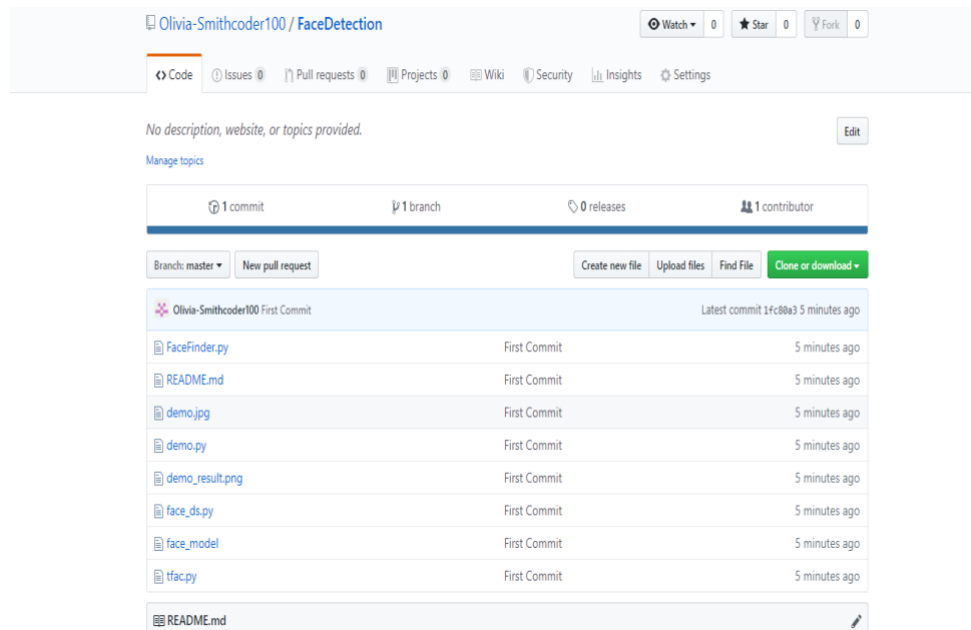 Olivia-Smithcoder100 / FaceDetection Watch 0 Star 0 Fork 0
Code Issues 0 Pull requests 0 Projects 0 Wiki Security Insights Settings
No description, website, or topics provided. Edit
Manage topics
1 commit 1 branch 0 releases 1 contributor
Branch: master New pull request Create new file Upload files Find File Clone or download
Olivia-Smithcoder100 First Commit Latest commit 1fc80a3 5 minutes ago
FaceFinder.py First Commit 5 minutes ago
README.md First Commit 5 minutes ago
demo.jpg First Commit 5 minutes ago
demo.py First Commit 5 minutes ago
demo_result.png First Commit 5 minutes ago
face_ds.py First Commit 5 minutes ago
face_model First Commit 5 minutes ago
tfac.py First Commit 5 minutes ago
README.md